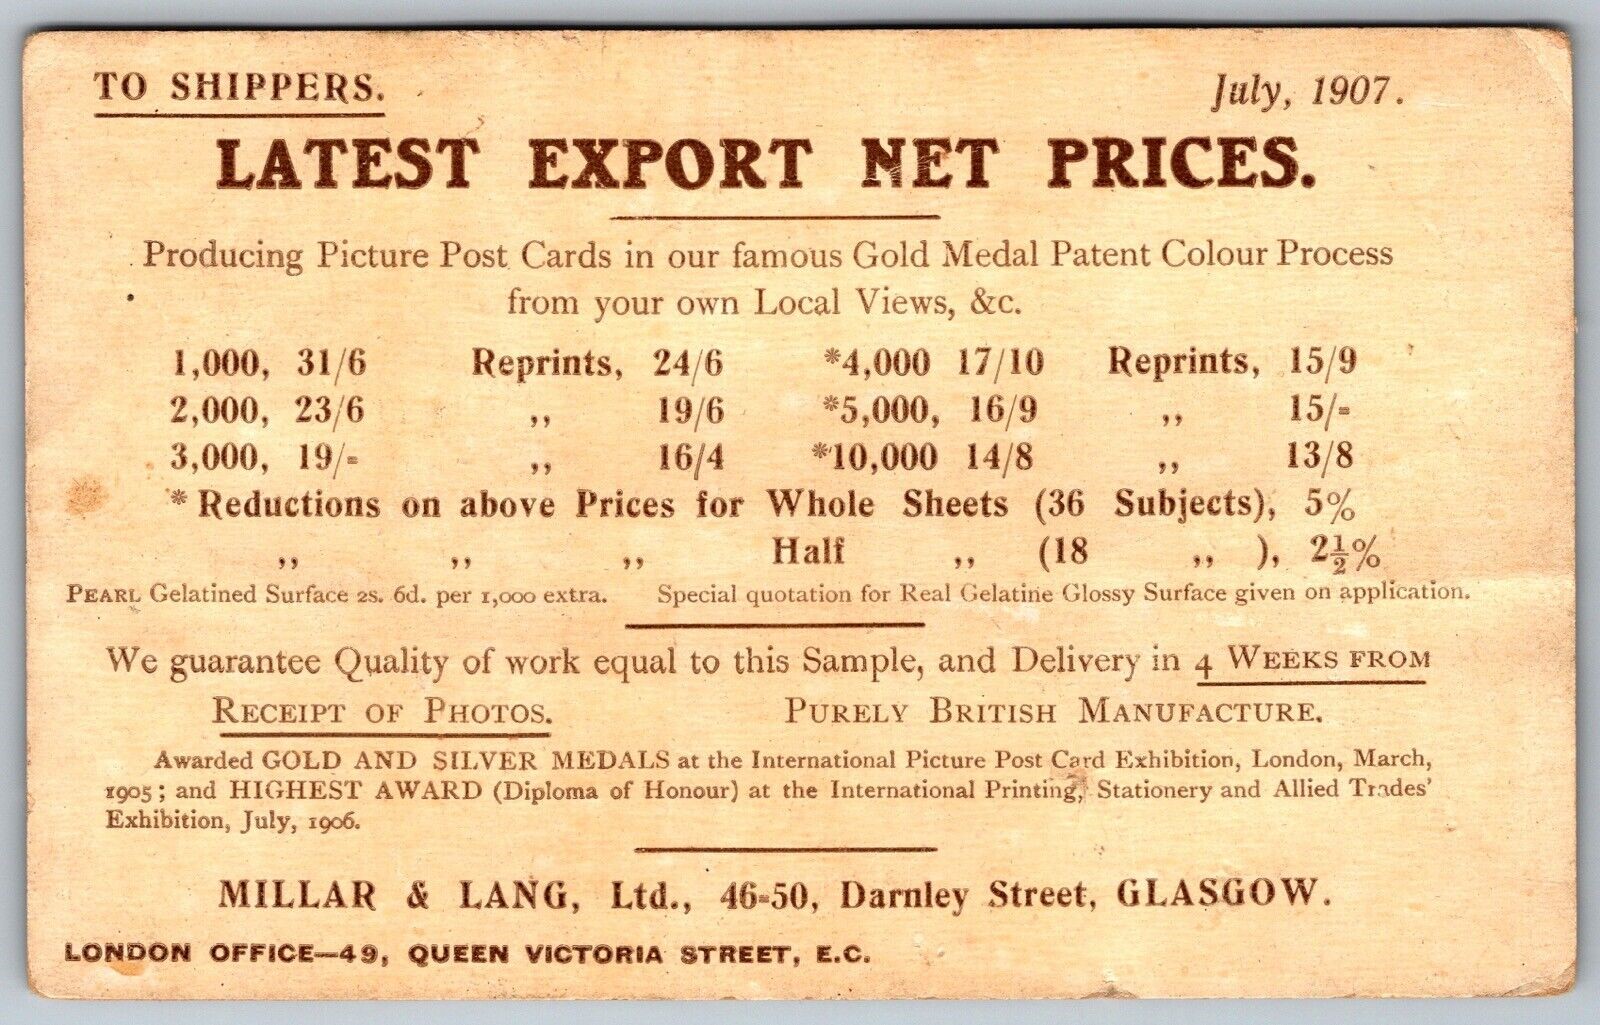 TO SHIPPERS. July, 1907.
LATEST EXPORT NET PRICES.
Producing Picture Post Cards in our famous Gold Medal Patent Colour Process
from your own Local Views, &c.
1,000, 31/6 Reprints, 24/6 *4,000 17/10 Reprints, 15/9
2,000, 23/6 ,, 19/6 *5,000, 16/9 ,, 15/-
3,000, 19/- ,, 16/4 *10,000 14/8 ,, 13/8
* Reductions on above Prices for Whole Sheets (36 Subjects), 5%
,, ,, ,, Half ,, (18 ,, ), 2½%
PEARL Gelatined Surface 2s. 6d. per 1,000 extra. Special quotation for Real Gelatine Glossy Surface given on application.
We guarantee Quality of work equal to this Sample, and Delivery in 4 WEEKS FROM
RECEIPT OF PHOTOS. PURELY BRITISH MANUFACTURE.
Awarded GOLD AND SILVER MEDALS at the International Picture Post Card Exhibition, London, March,
1905; and HIGHEST AWARD (Diploma of Honour) at the International Printing, Stationery and Allied Trades'
Exhibition, July, 1906.
MILLAR & LANG, Ltd., 46-50, Darnley Street, GLASGOW.
LONDON OFFICE—49, QUEEN VICTORIA STREET, E.C.